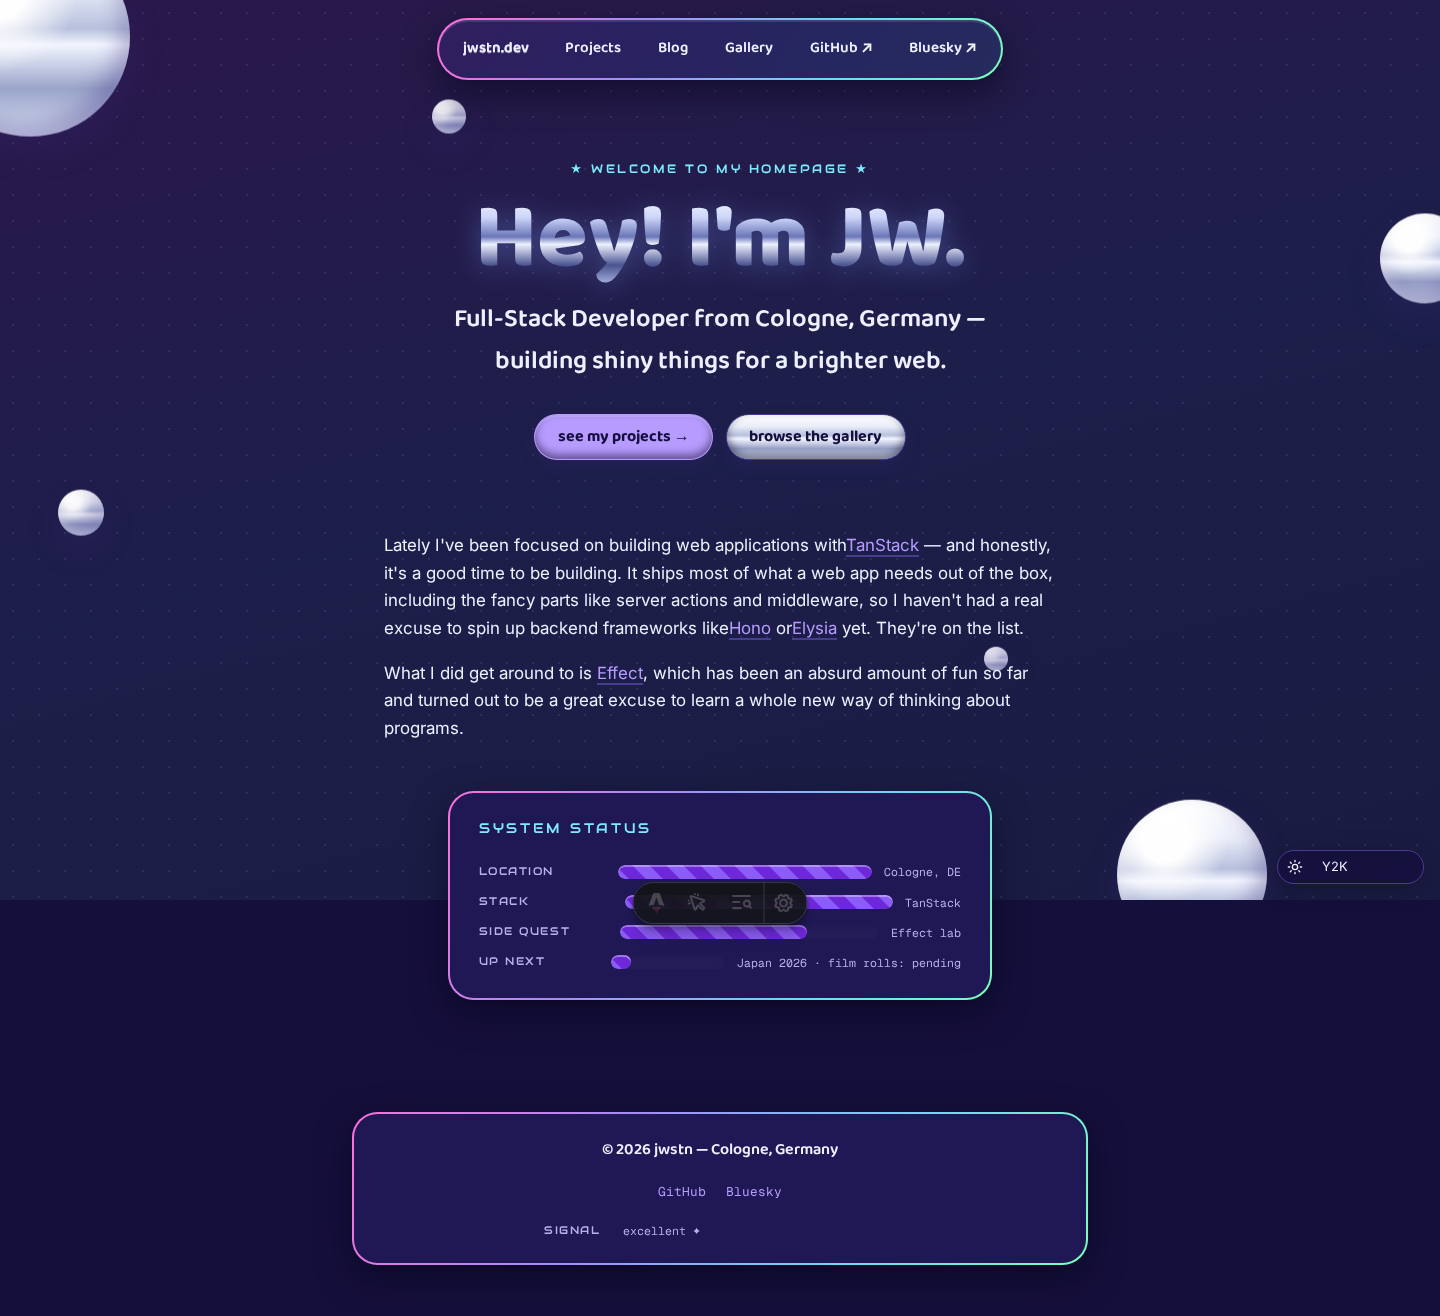 jwstn.dev Projects Blog Gallery GitHub ↗ Bluesky ↗
★ WELCOME TO MY HOMEPAGE ★
Hey! I'm JW.
Full-Stack Developer from Cologne, Germany —
building shiny things for a brighter web.
see my projects → browse the gallery
Lately I've been focused on building web applications withTanStack — and honestly,
it's a good time to be building. It ships most of what a web app needs out of the box,
including the fancy parts like server actions and middleware, so I haven't had a real
excuse to spin up backend frameworks likeHono orElysia yet. They're on the list.
What I did get around to is Effect, which has been an absurd amount of fun so far
and turned out to be a great excuse to learn a whole new way of thinking about
programs.
SYSTEM STATUS
LOCATION Cologne, DE
Y2K
STACK TanStack
SIDE QUEST Effect lab
UP NEXT Japan 2026 · film rolls: pending
© 2026 jwstn — Cologne, Germany
GitHub Bluesky
SIGNAL excellent ✦